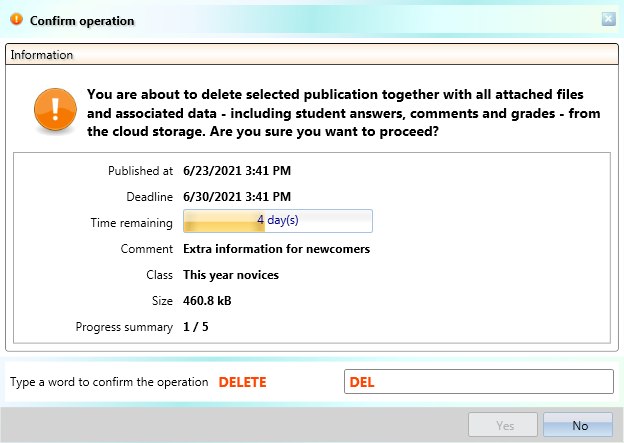 Confirm operation
Information
You are about to delete selected publication together with all attached files
and associated data - including student answers, comments and grades - from
the cloud storage. Are you sure you want to proceed?
Published at 6/23/2021 3:41 PM
Deadline 6/30/2021 3:41 PM
Time remaining 4 day(s)
Comment Extra information for newcomers
Class This year novices
Size 460.8 kB
Progress summary 1 / 5
Type a word to confirm the operation DELETE DEL
Yes No